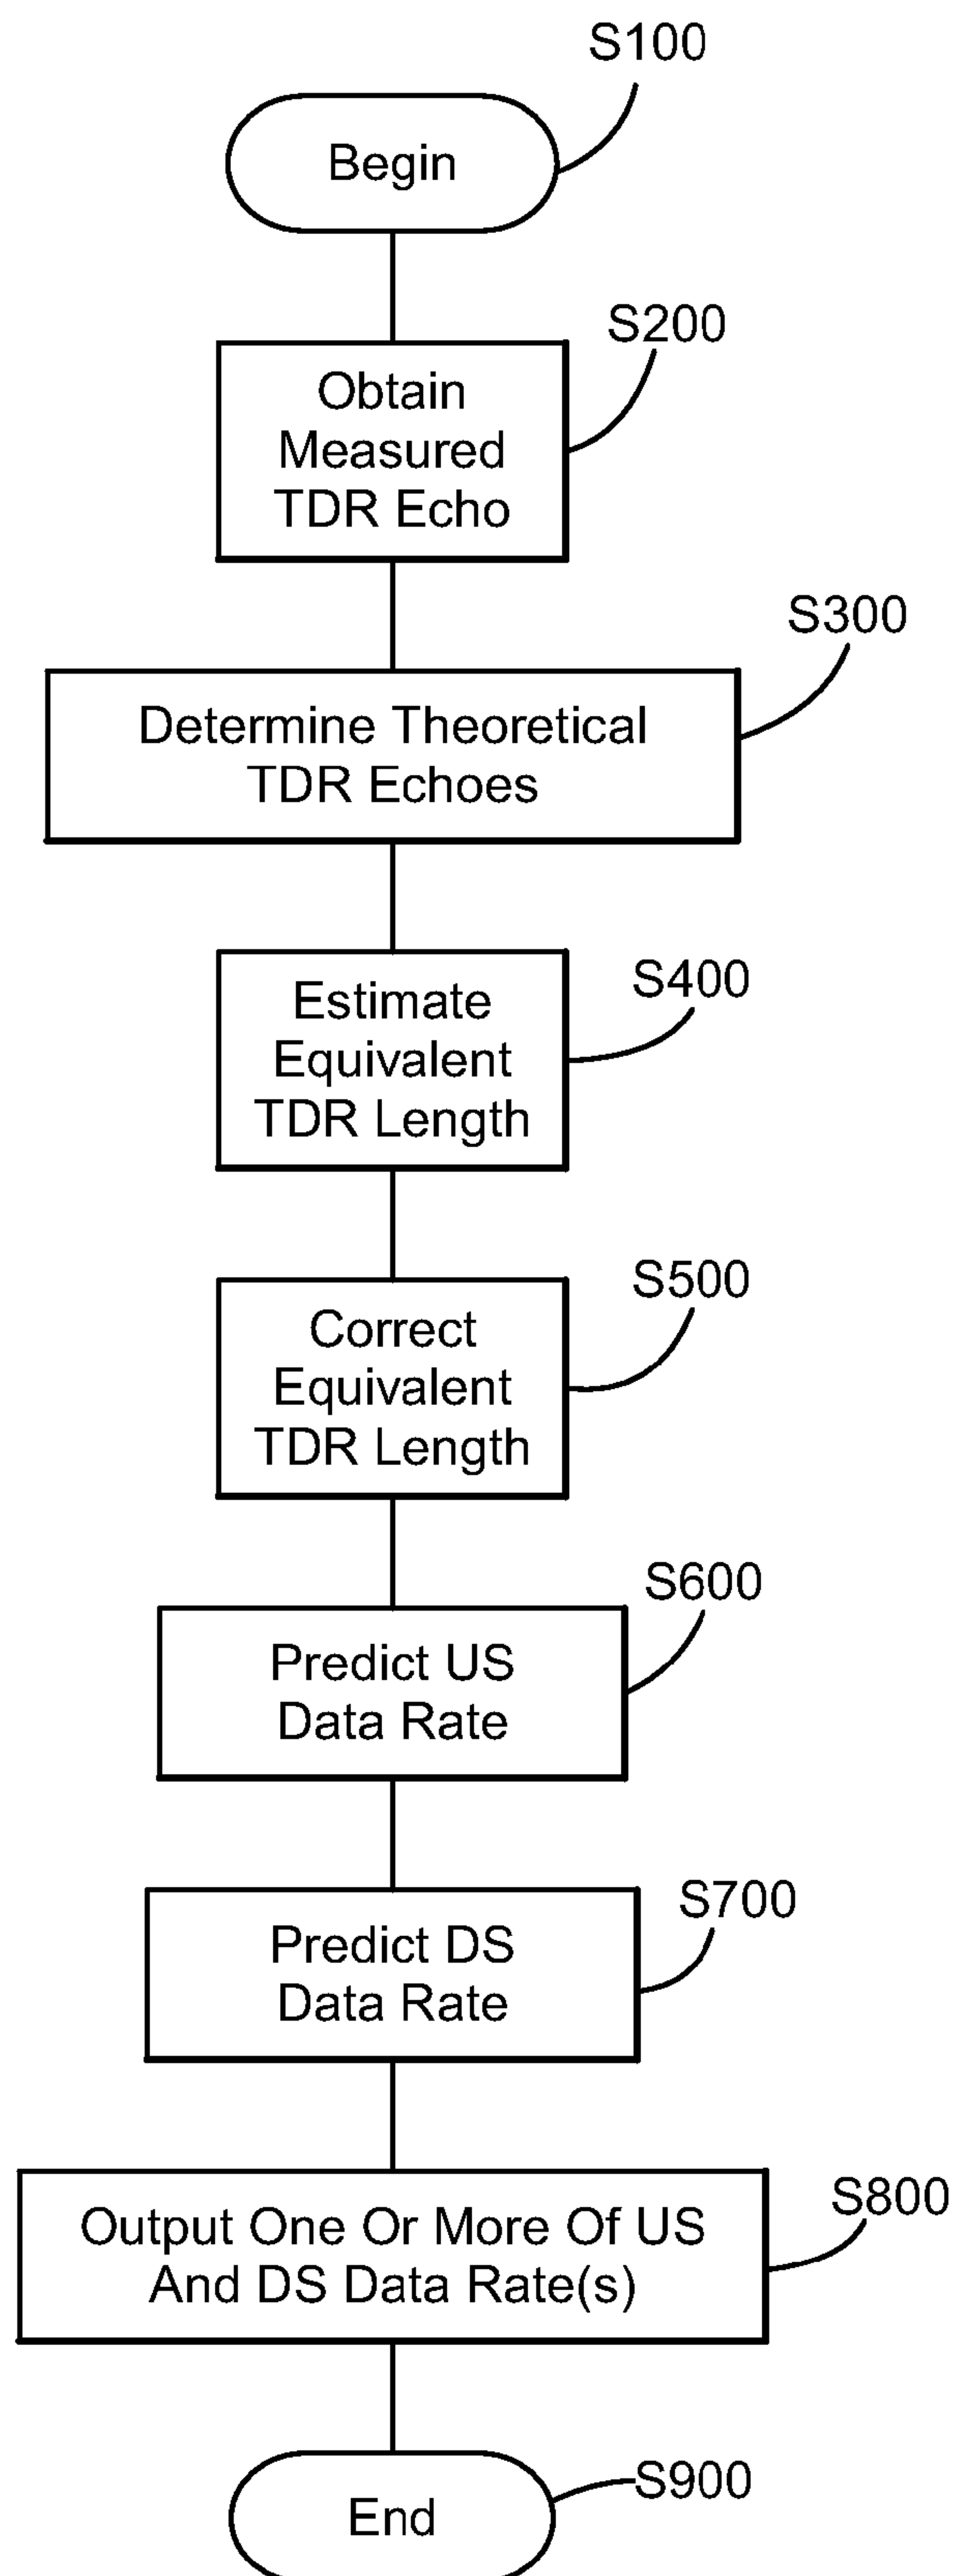 S100
Begin
S200
Obtain
Measured
TDR Echo
S300
Determine Theoretical
TDR Echoes
S400
Estimate
Equivalent
TDR Length
S500
Correct
Equivalent
TDR Length
S600
Predict US
Data Rate
S700
Predict DS
Data Rate
S800
Output One Or More Of US
And DS Data Rate(s)
S900
End